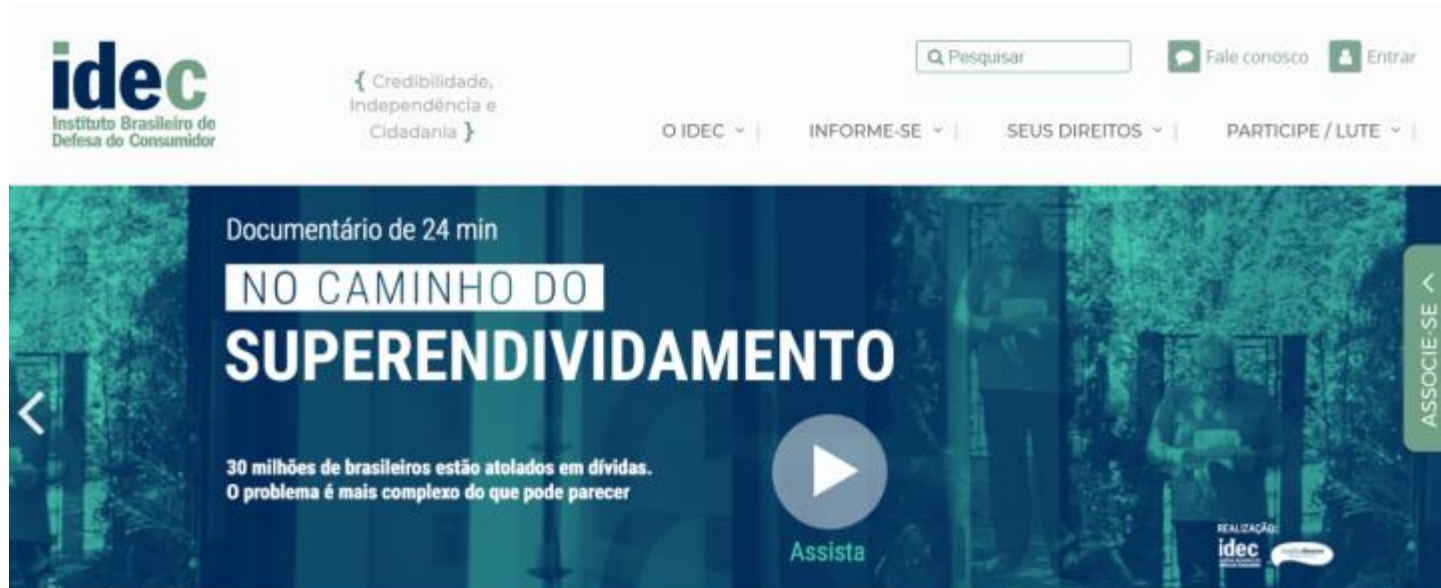 idec
Instituto Brasileiro de
Defesa do Consumidor
{ Credibilidade,
Independência e
Cidadania }
Pesquisar
Fale conosco
Entrar
O IDEC
INFORME-SE
SEUS DIREITOS
PARTICIPE / LUTE
Documentário de 24 min
NO CAMINHO DO
SUPERENDIVIDAMENTO
ASSOCIE-SE
30 milhões de brasileiros estão atolados em dívidas.
O problema é mais complexo do que pode parecer
Assista
REALIZAÇÃO:
idec